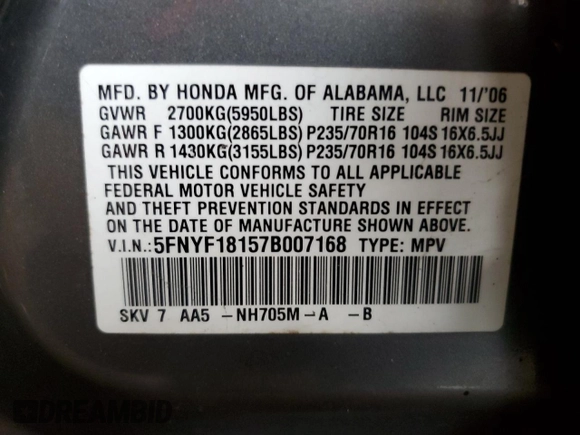 MFD. BY HONDA MFG. OF ALABAMA, LLC 11/'06
GVWR 2700KG(5950LBS) TIRE SIZE RIM SIZE
GAWR F 1300KG(2865LBS) P235/70R16 104S 16X6.5JJ
GAWR R 1430KG(3155LBS) P235/70R16 104S 16X6.5JJ
THIS VEHICLE CONFORMS TO ALL APPLICABLE
FEDERAL MOTOR VEHICLE SAFETY
AND THEFT PREVENTION STANDARDS IN EFFECT
ON THE DATE OF MANUFACTURE SHOWN ABOVE.
V.I.N.: 5FNYF18157B007168 TYPE: MPV
SKV 7 AA5 -NH705M-A -B
DREAMBID